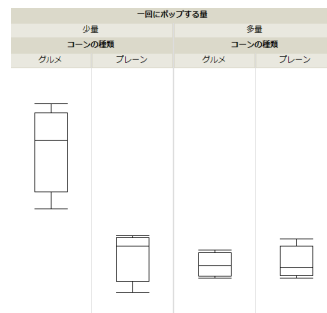 一回にポップする量
少量 多量
コーンの種類 コーンの種類
グルメ プレーン グルメ プレーン